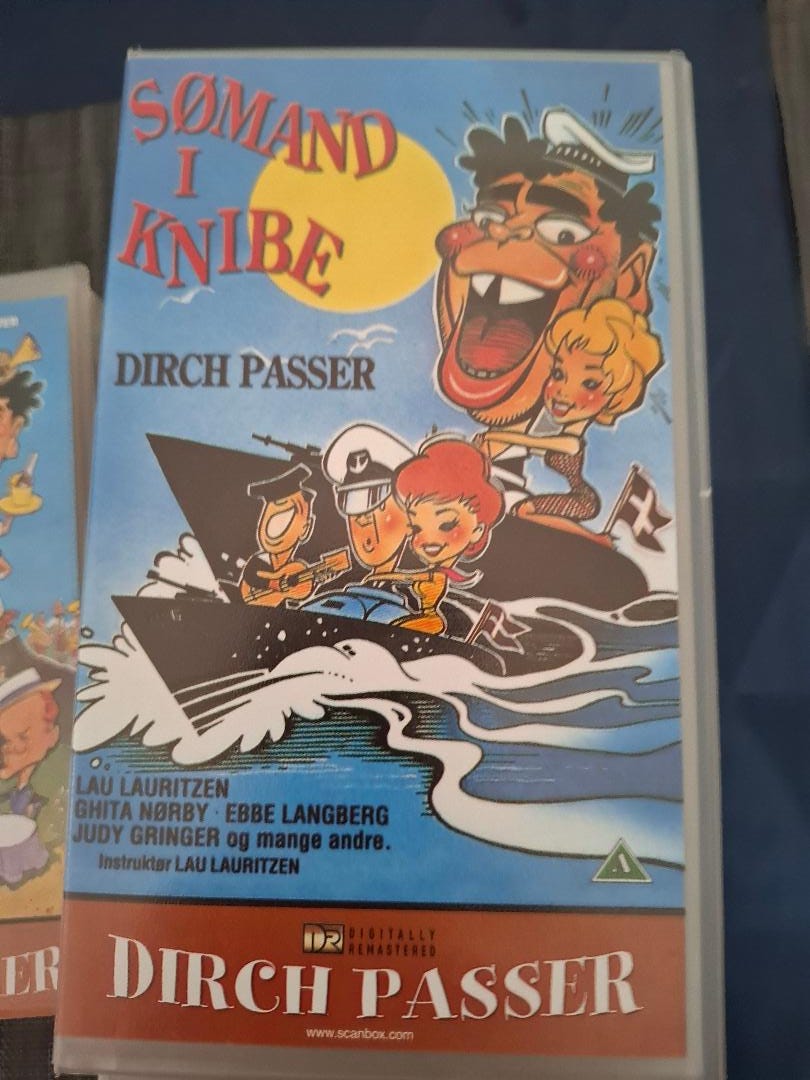 SØMAND
I
KNIBE
DIRCH PASSER
LAU LAURITZEN
GHITA NØRBY · EBBE LANGBERG
JUDY GRINGER og mange andre.
Instruktør LAU LAURITZEN
A
DR DIGITALLY
REMASTERED
DIRCH PASSER
www.scanbox.com